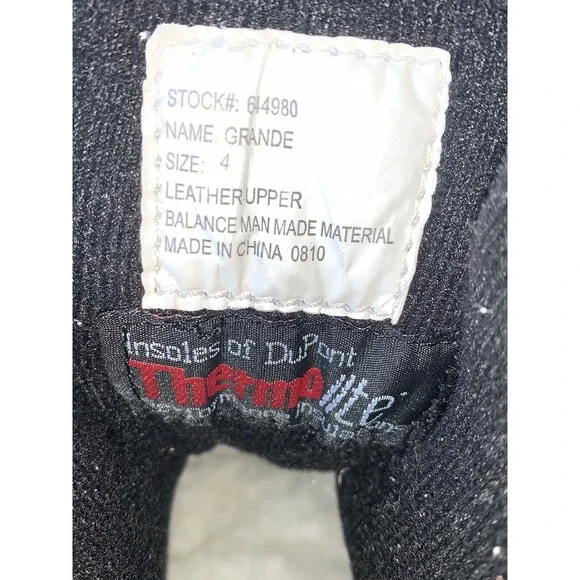 STOCK#: 644980
NAME: GRANDE
SIZE: 4
LEATHER UPPER
BALANCE MAN MADE MATERIAL
MADE IN CHINA 0810
Insoles of DuPont
Thermolite